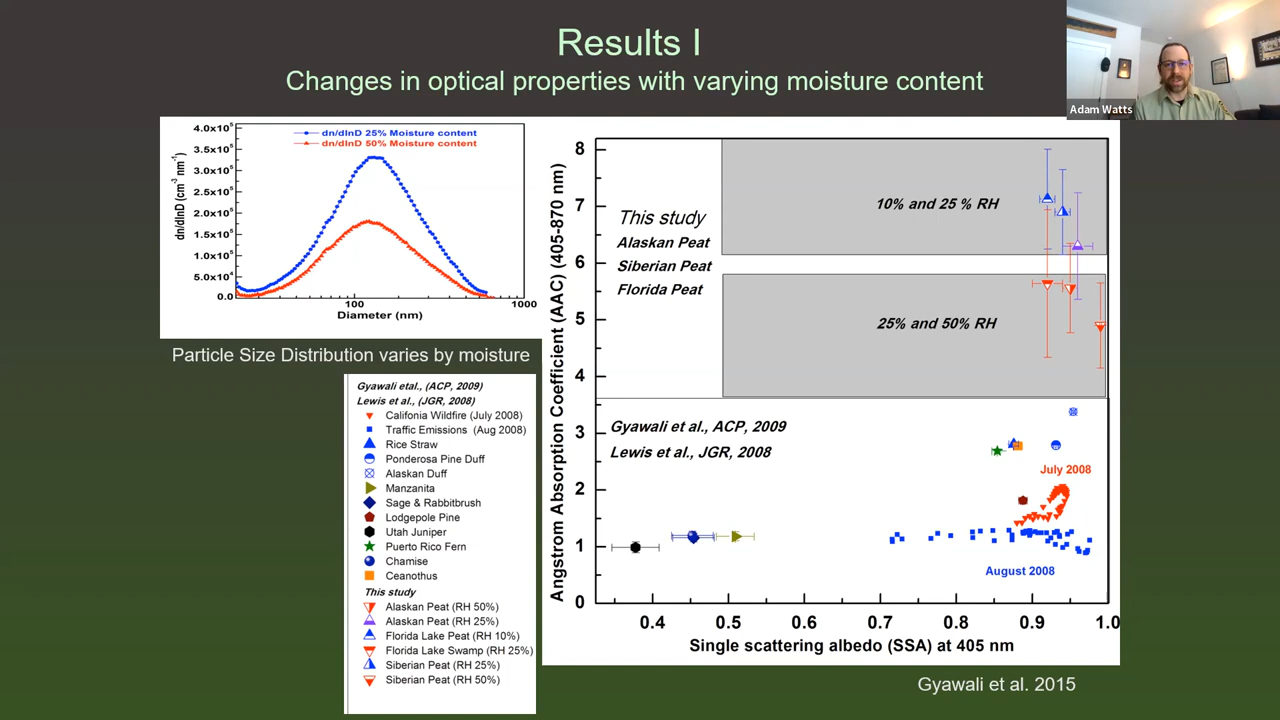 Results I
Changes in optical properties with varying moisture content
Adam Watts
dn/dlnD 25% Moisture content
dn/dlnD 50% Moisture content
dn/dlnD (cm⁻³ nm⁻¹)
4.0x10⁵
3.5x10⁵
3.0x10⁵
2.5x10⁵
2.0x10⁵
1.5x10⁵
1.0x10⁵
5.0x10⁴
0.0
100
1000
Diameter (nm)
Particle Size Distribution varies by moisture
Gyawali etal., (ACP, 2009)
Lewis et al., (JGR, 2008)
Califonia Wildfire (July 2008)
Traffic Emissions (Aug 2008)
Rice Straw
Ponderosa Pine Duff
Alaskan Duff
Manzanita
Sage & Rabbitbrush
Lodgepole Pine
Utah Juniper
Puerto Rico Fern
Chamise
Ceanothus
This study
Alaskan Peat (RH 50%)
Alaskan Peat (RH 25%)
Florida Lake Peat (RH 10%)
Florida Lake Swamp (RH 25%)
Siberian Peat (RH 25%)
Siberian Peat (RH 50%)
Angstrom Absorption Coefficient (AAC) (405-870 nm)
8
7
6
5
4
3
2
1
0
This study
Alaskan Peat
Siberian Peat
Florida Peat
10% and 25 % RH
25% and 50% RH
Gyawali et al., ACP, 2009
Lewis et al., JGR, 2008
July 2008
August 2008
0.4 0.5 0.6 0.7 0.8 0.9 1.0
Single scattering albedo (SSA) at 405 nm
Gyawali et al. 2015